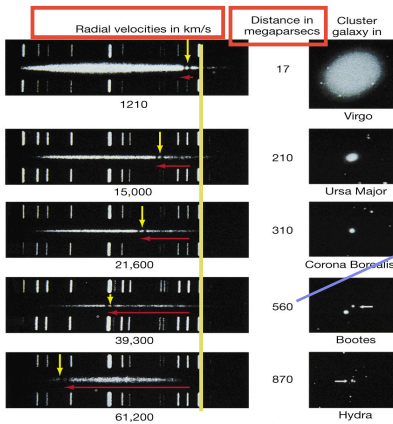 Radial velocities in km/s
Distance in
megaparsecs
Cluster
galaxy in
1210
17
Virgo
15,000
210
Ursa Major
21,600
310
Corona Borealis
39,300
560
Bootes
61,200
870
Hydra